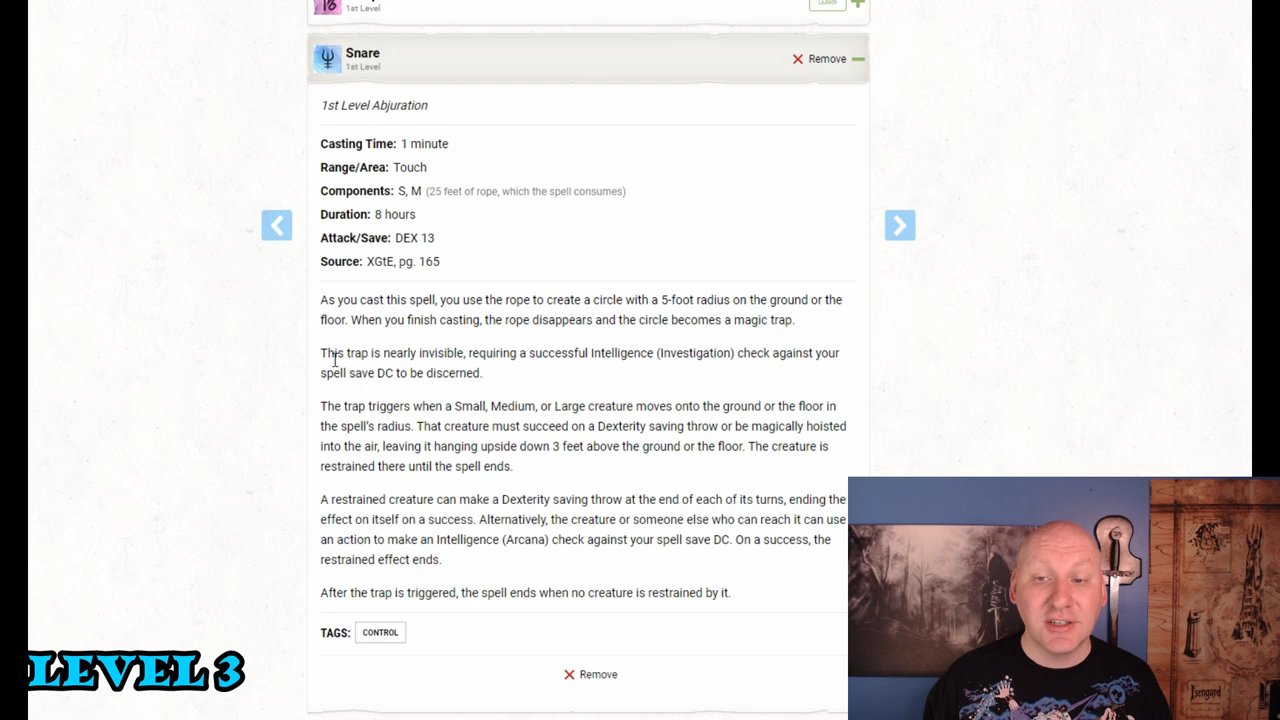 1st Level
LEARN
Snare
1st Level
Remove
1st Level Abjuration
Casting Time: 1 minute
Range/Area: Touch
Components: S, M (25 feet of rope, which the spell consumes)
Duration: 8 hours
Attack/Save: DEX 13
Source: XGtE, pg. 165
As you cast this spell, you use the rope to create a circle with a 5-foot radius on the ground or the
floor. When you finish casting, the rope disappears and the circle becomes a magic trap.
This trap is nearly invisible, requiring a successful Intelligence (Investigation) check against your
spell save DC to be discerned.
The trap triggers when a Small, Medium, or Large creature moves onto the ground or the floor in
the spell's radius. That creature must succeed on a Dexterity saving throw or be magically hoisted
into the air, leaving it hanging upside down 3 feet above the ground or the floor. The creature is
restrained there until the spell ends.
A restrained creature can make a Dexterity saving throw at the end of each of its turns, ending the
effect on itself on a success. Alternatively, the creature or someone else who can reach it can use
an action to make an Intelligence (Arcana) check against your spell save DC. On a success, the
restrained effect ends.
After the trap is triggered, the spell ends when no creature is restrained by it.
TAGS: CONTROL
Remove
LEVEL 3
Isengard